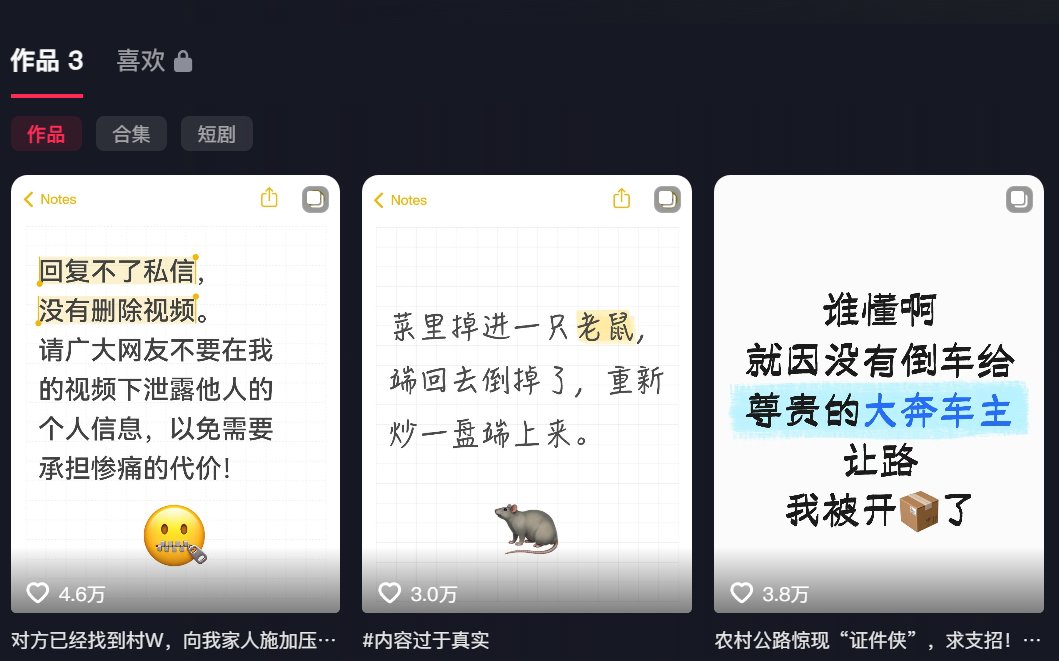 作品 3 喜欢
作品 合集 短剧
Notes
回复不了私信，
没有删除视频。
请广大网友不要在我
的视频下泄露他人的
个人信息，以免需要
承担惨痛的代价！
4.6万
对方已经找到村W，向我家人施加压…
Notes
菜里掉进一只老鼠，
端回去倒掉了，重新
炒一盘端上来。
3.0万
#内容过于真实
谁懂啊
就因没有倒车给
尊贵的大奔车主
让路
我被开📦了
3.8万
农村公路惊现“证件侠”，求支招！…